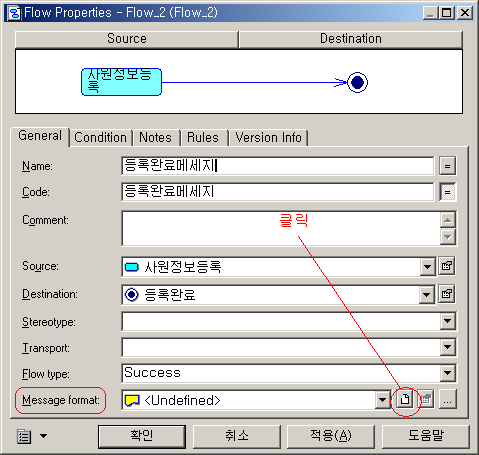 Flow Properties - Flow_2 (Flow_2)
Source Destination
사원정보등
록
General Condition Notes Rules Version Info
Name: 등록완료메세지 =
Code: 등록완료메세지 =
Comment:
클릭
Source: 사원정보등록
Destination: 등록완료
Stereotype:
Transport:
Flow type: Success
Message format: <Undefined> ...
확인 취소 적용(A) 도움말